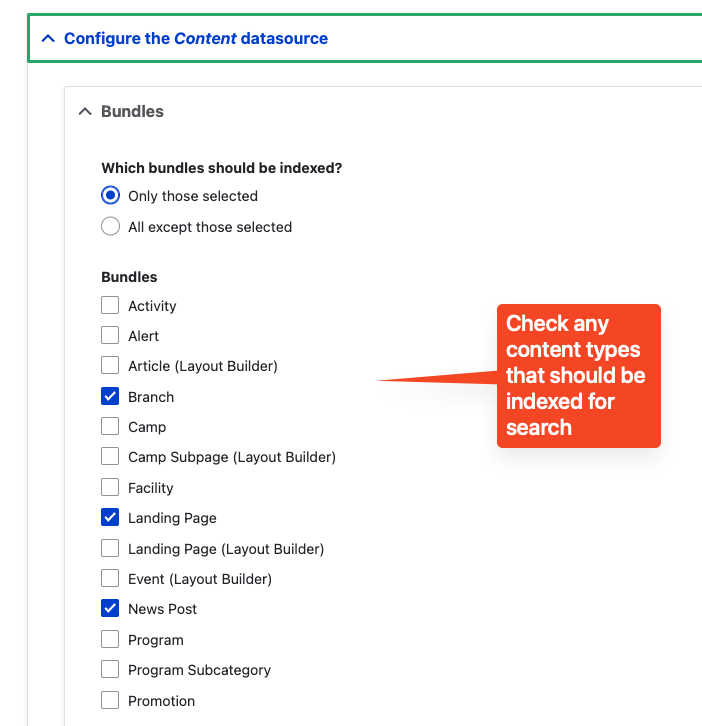 Configure the Content datasource
Bundles
Which bundles should be indexed?
Only those selected
All except those selected
Bundles
Activity
Alert
Article (Layout Builder)
Branch
Camp
Camp Subpage (Layout Builder)
Facility
Landing Page
Landing Page (Layout Builder)
Event (Layout Builder)
News Post
Program
Program Subcategory
Promotion
Check any
content types
that should be
indexed for
search